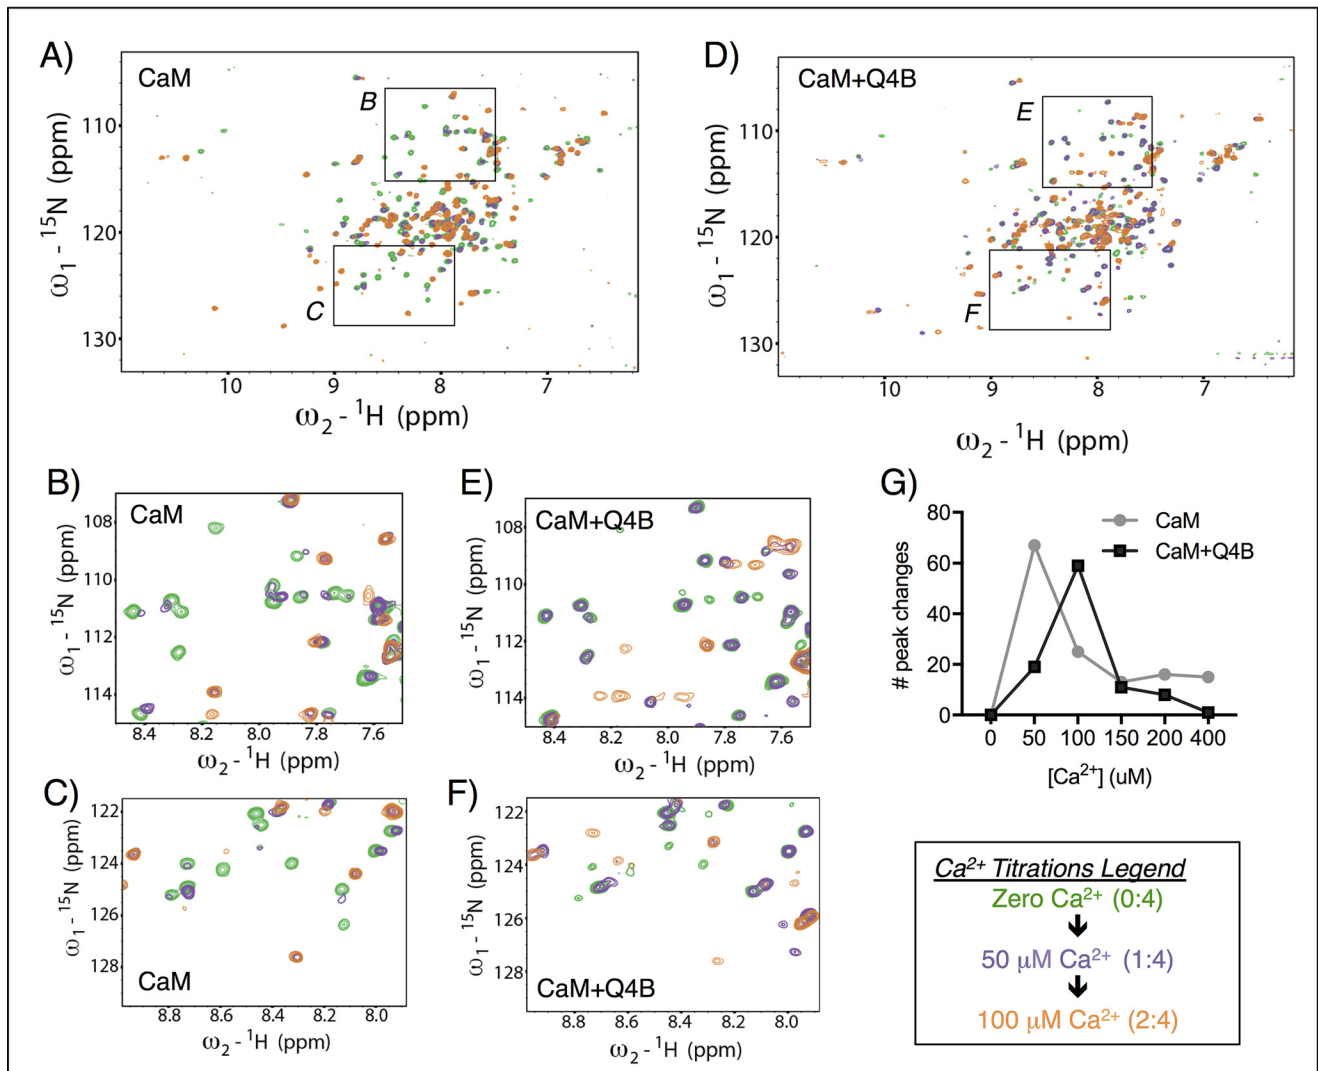 A)
CaM
B
C
110
120
130
10
9
8
7
ω1 - 15N (ppm)
ω2 - 1H (ppm)
D)
CaM+Q4B
E
F
110
120
130
10
9
8
7
ω1 - 15N (ppm)
ω2 - 1H (ppm)
B)
CaM
108
110
112
114
8.4
8.2
8.0
7.8
7.6
ω1 - 15N (ppm)
ω2 - 1H (ppm)
E)
CaM+Q4B
108
110
112
114
8.4
8.2
8.0
7.8
7.6
ω1 - 15N (ppm)
ω2 - 1H (ppm)
G)
80
60
40
20
0
# peak changes
CaM
CaM+Q4B
0
50
100
150
200
400
[Ca2+] (uM)
C)
122
124
126
128
CaM
8.8
8.6
8.4
8.2
8.0
ω1 - 15N (ppm)
ω2 - 1H (ppm)
F)
122
124
126
128
CaM+Q4B
8.8
8.6
8.4
8.2
8.0
ω1 - 15N (ppm)
ω2 - 1H (ppm)
Ca2+ Titrations Legend
Zero Ca2+ (0:4)
50 μM Ca2+ (1:4)
100 μM Ca2+ (2:4)